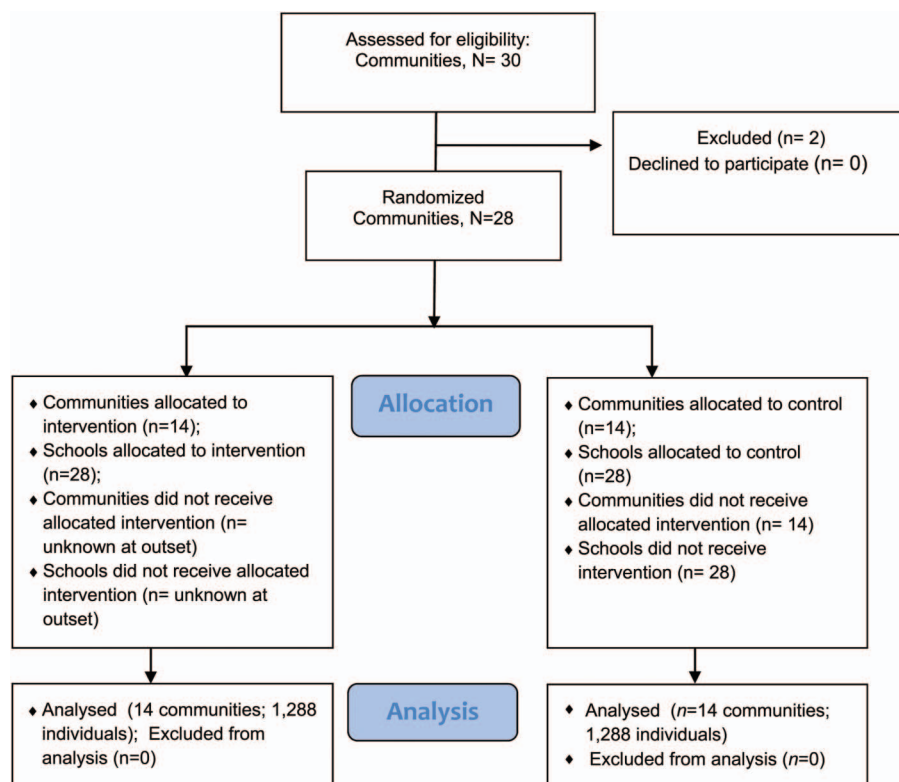 Assessed for eligibility:
Communities, N= 30
Excluded (n= 2)
Declined to participate (n= 0)
Randomized
Communities, N=28
Allocation
♦ Communities allocated to
intervention (n=14);
♦ Schools allocated to intervention
(n=28);
♦ Communities did not receive
allocated intervention (n=
unknown at outset)
♦ Schools did not receive allocated
intervention (n= unknown at
outset)
♦ Communities allocated to control
(n=14);
♦ Schools allocated to control
(n=28)
♦ Communities did not receive
allocated intervention (n= 14)
♦ Schools did not receive
intervention (n= 28)
Analysis
♦ Analysed (14 communities; 1,288
individuals); Excluded from
analysis (n=0)
♦ Analysed (n=14 communities;
1,288 individuals)
♦ Excluded from analysis (n=0)